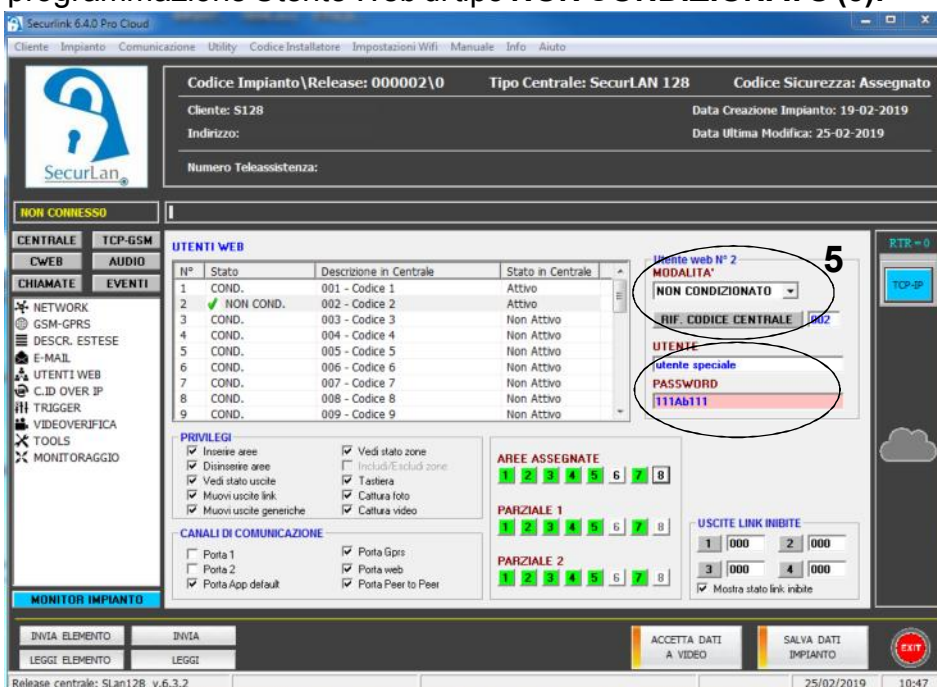 programmazione Utente Web di tipo NON CONDIZIONATO (5).
Securlink 6.4.0 Pro Cloud
Cliente Impianto Comunicazione Utility Codice Installatore Impostazioni Wifi Manuale Info Aiuto
Codice Impianto\Release: 000002\0 Tipo Centrale: SecurLAN 128 Codice Sicurezza: Assegnato
Cliente: S128 Data Creazione Impianto: 19-02-2019
Indirizzo: Data Ultima Modifica: 25-02-2019
Numero Teleassistenza:
SecurLan®
NON CONNESSO
CENTRALE TCP-GSM
CWEB AUDIO
CHIAMATE EVENTI
NETWORK
GSM-GPRS
DESCR. ESTESE
E-MAIL
UTENTI WEB
C.ID OVER IP
TRIGGER
VIDEOVERIFICA
TOOLS
MONITORAGGIO
MONITOR IMPIANTO
UTENTI WEB
N° Stato Descrizione in Centrale Stato in Centrale
1 COND. 001 - Codice 1 Attivo
2 NON COND. 002 - Codice 2 Attivo
3 COND. 003 - Codice 3 Non Attivo
4 COND. 004 - Codice 4 Non Attivo
5 COND. 005 - Codice 5 Non Attivo
6 COND. 006 - Codice 6 Non Attivo
7 COND. 007 - Codice 7 Non Attivo
8 COND. 008 - Codice 8 Non Attivo
9 COND. 009 - Codice 9 Non Attivo
Utente web N° 2
5
MODALITA'
NON CONDIZIONATO
RIF. CODICE CENTRALE 002
UTENTE
utente speciale
PASSWORD
111Ab111
RTR=0
TCP-IP
PRIVILEGI
Inserire aree Vedi stato zone
Disinserire aree Includi/Escludi zone
Vedi stato uscite Tastiera
Muovi uscite link Cattura foto
Muovi uscite generiche Cattura video
CANALI DI COMUNICAZIONE
Porta 1 Porta Gprs
Porta 2 Porta web
Porta App default Porta Peer to Peer
AREE ASSEGNATE
1 2 3 4 5 6 7 8
PARZIALE 1
1 2 3 4 5 6 7 8
PARZIALE 2
1 2 3 4 5 6 7 8
USCITE LINK INIBITE
1 000 2 000
3 000 4 000
Mostra stato link inibite
INVIA ELEMENTO INVIA
LEGGI ELEMENTO LEGGI
ACCETTA DATI A VIDEO
SALVA DATI IMPIANTO
EXIT
Release centrale: SLan128 v.6.3.2 25/02/2019 10:47